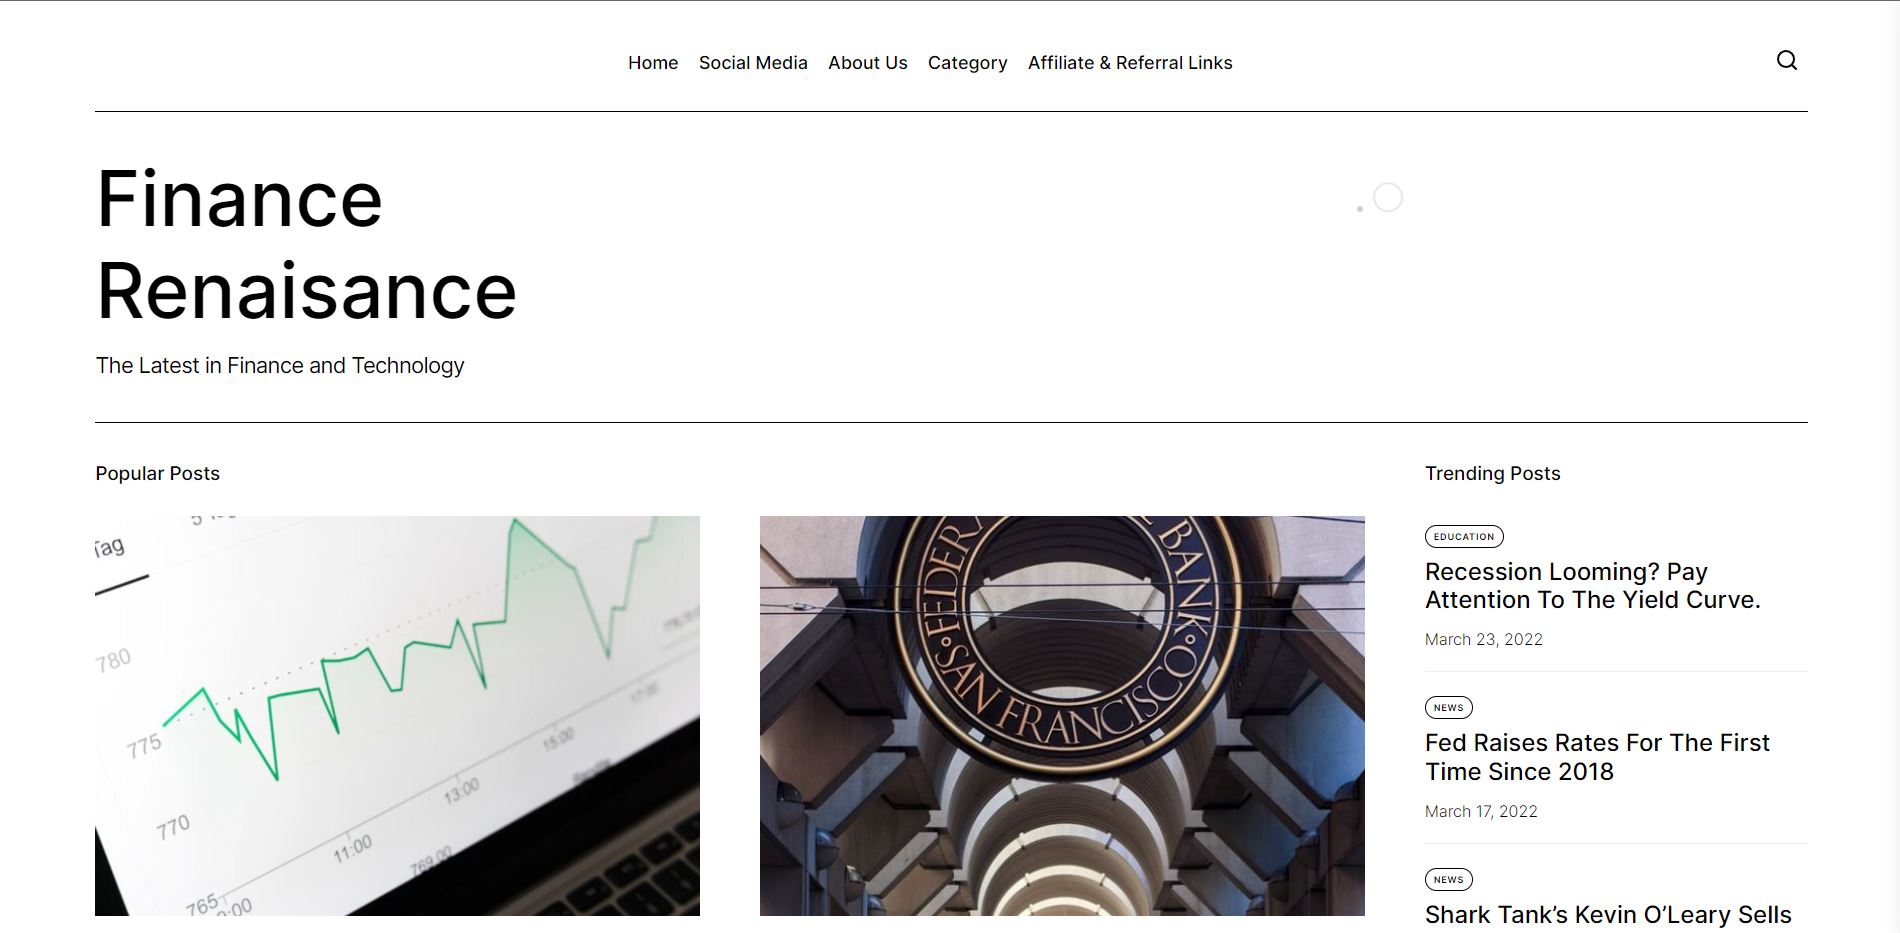 Home Social Media About Us Category Affiliate & Referral Links
Finance
Renaisance
The Latest in Finance and Technology
Popular Posts
Tag
780
775
770
765
11:00
13:00
15:00
17:00
769.00
FEDERAL BANK
SAN FRANCISCO
Trending Posts
EDUCATION
Recession Looming? Pay
Attention To The Yield Curve.
March 23, 2022
NEWS
Fed Raises Rates For The First
Time Since 2018
March 17, 2022
NEWS
Shark Tank’s Kevin O’Leary Sells